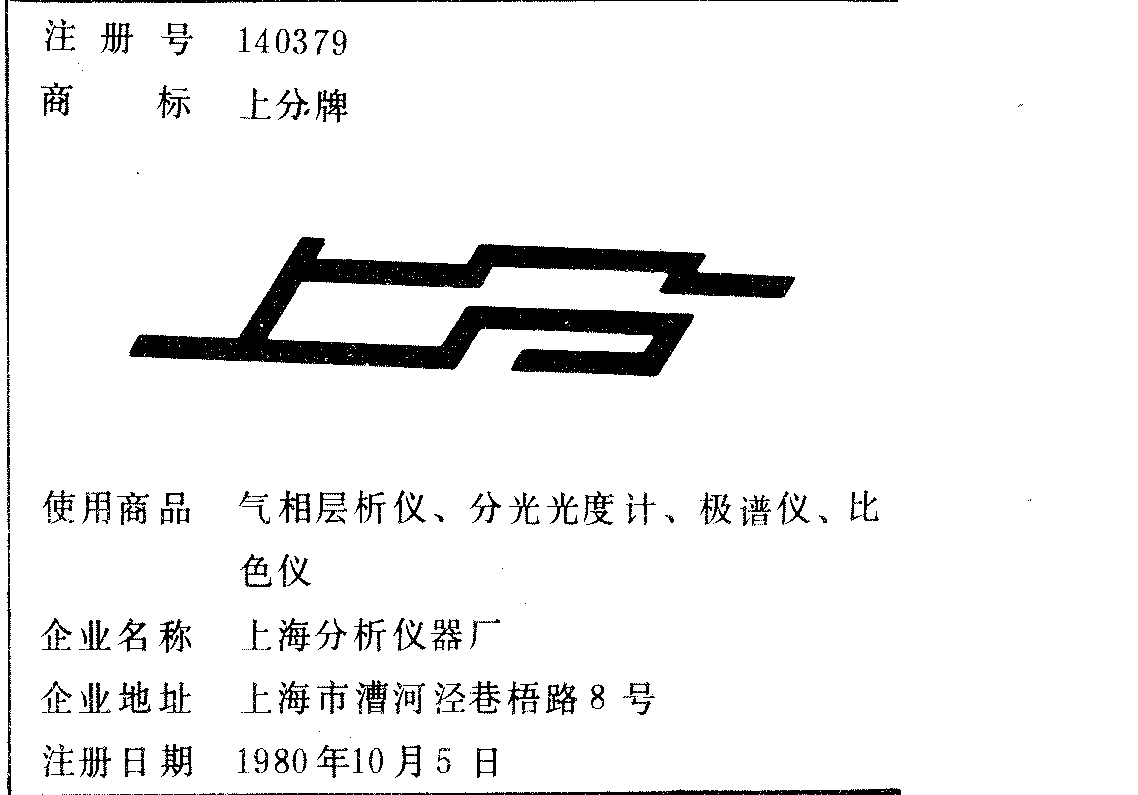 注册号 140379
商标 上分牌
使用商品 气相层析仪、分光光度计、极谱仪、比
色仪
企业名称 上海分析仪器厂
企业地址 上海市漕河泾巷梧路8号
注册日期 1980年10月5日